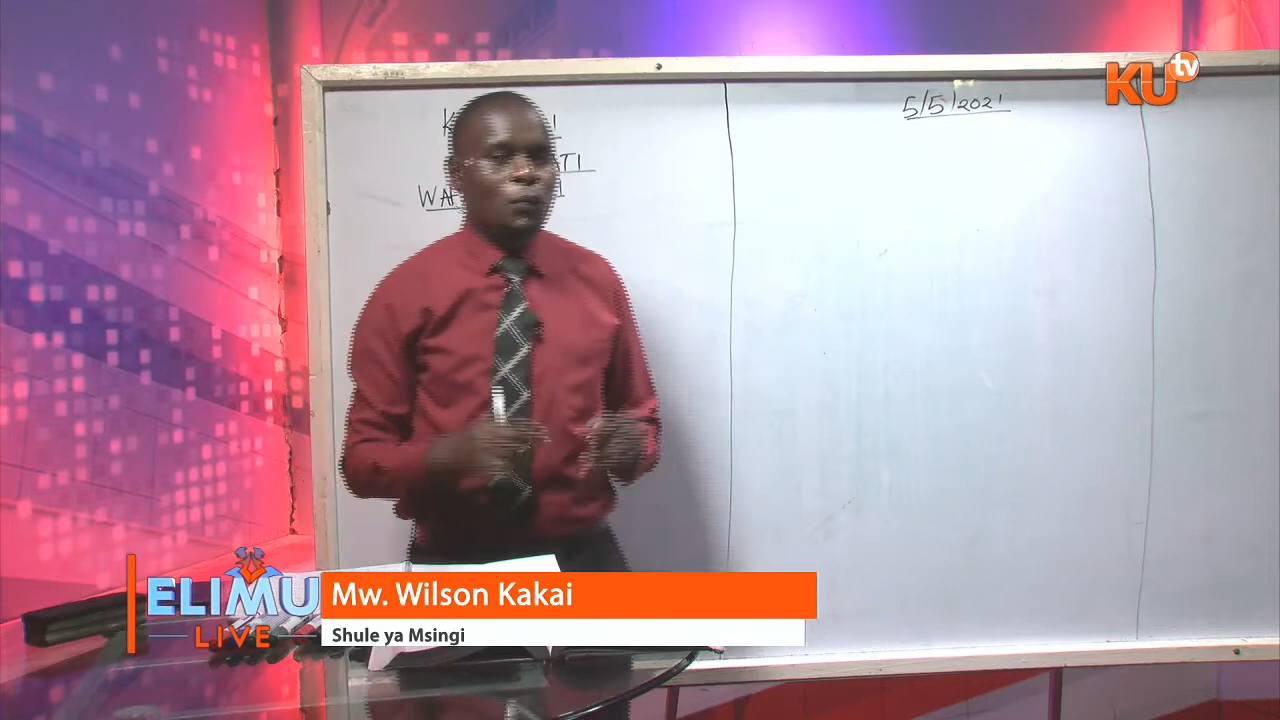 KU tv
5/5/2021
ELIMU
LIVE
Mw. Wilson Kakai
Shule ya Msingi